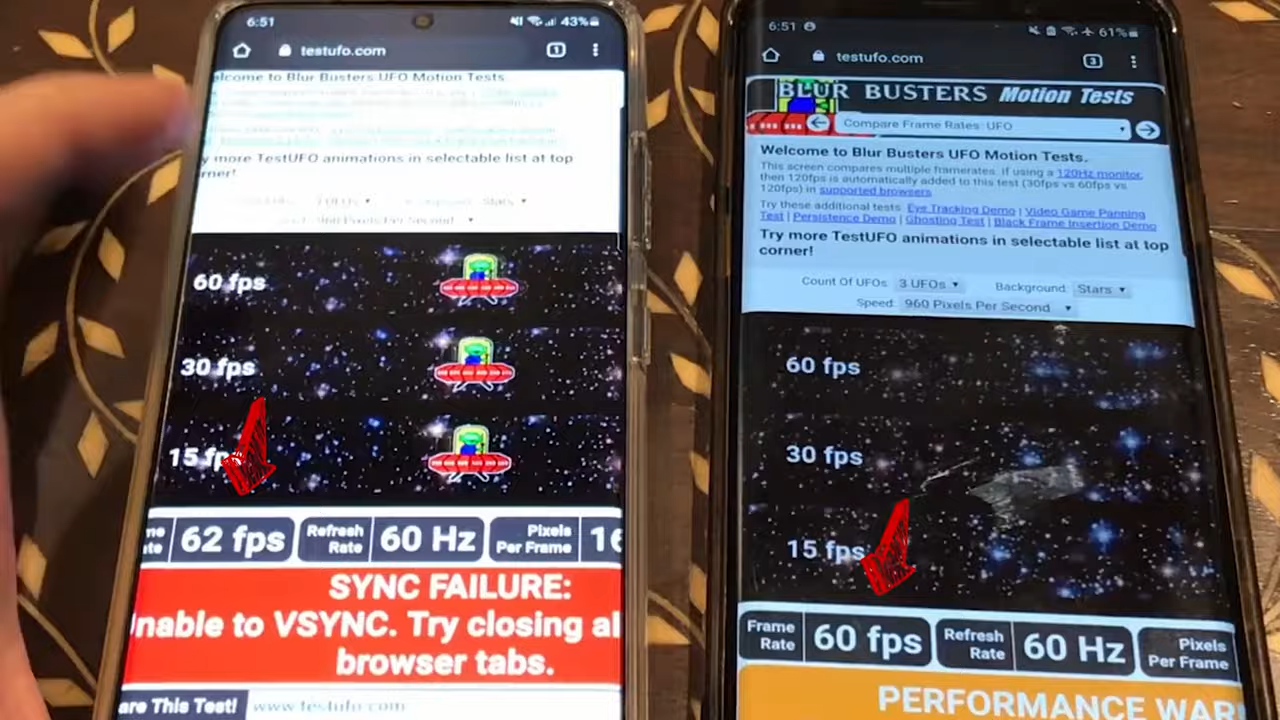 6:51
43%
testufo.com
1
elcome to Blur Busters UFO Motion Tests.
y more TestUFO animations in selectable list at top
rner!
960 Pixels Per Second
Stars
60 fps
30 fps
15 fps
62 fps
Refresh Rate
60 Hz
Pixels Per Frame
16
SYNC FAILURE:
nable to VSYNC. Try closing al
browser tabs.
are This Test!
www.testufo.com
6:51
61%
testufo.com
3
BLUR BUSTERS Motion Tests
Compare Frame Rates: UFO
Welcome to Blur Busters UFO Motion Tests.
This screen compares multiple framerates. If using a 120Hz monitor,
then 120fps is automatically added to this test (30fps vs 60fps vs
120fps) in supported browsers
Try these additional tests: Eye Tracking Demo | Video Game Panning
Test | Persistence Demo | Ghosting Test | Black Frame Insertion Demo
Try more TestUFO animations in selectable list at top
corner!
Count Of UFOs: 3 UFOs
Background: Stars
Speed: 960 Pixels Per Second
60 fps
30 fps
15 fps
Frame Rate
60 fps
Refresh Rate
60 Hz
Pixels Per Frame
PERFORMANCE WAR